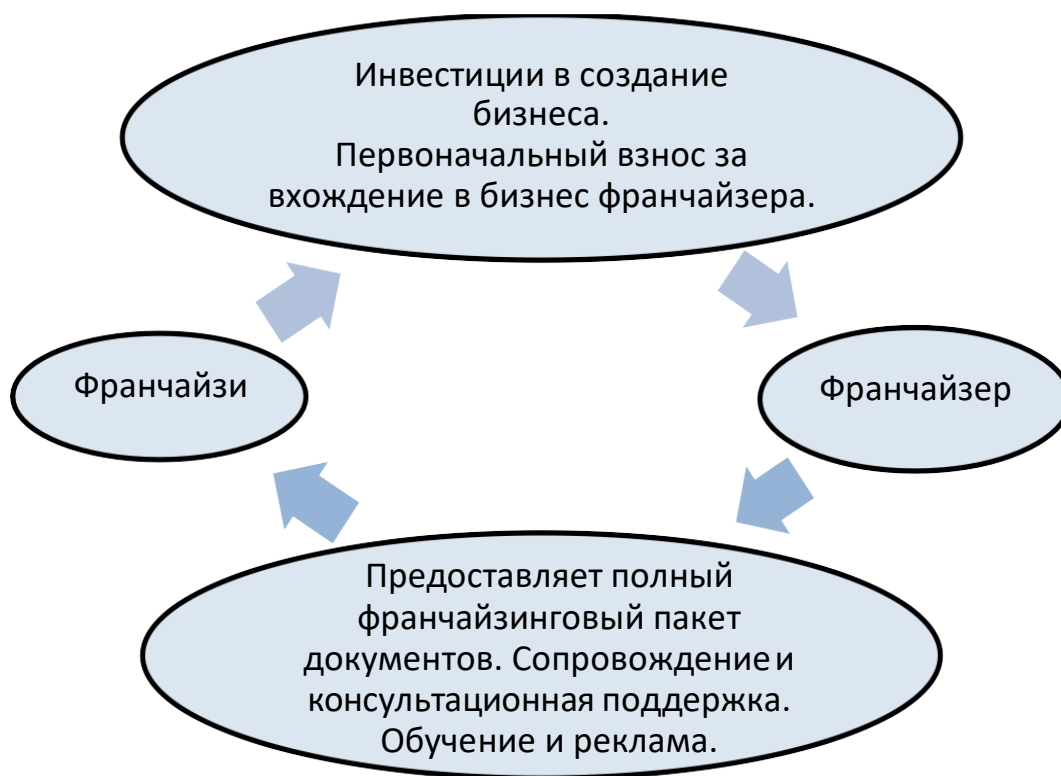 Инвестиции в создание
бизнеса.
Первоначальный взнос за
вхождение в бизнес франчайзера.
Франчайзи
Франчайзер
Предоставляет полный
франчайзинговый пакет
документов. Сопровождение и
консультационная поддержка.
Обучение и реклама.